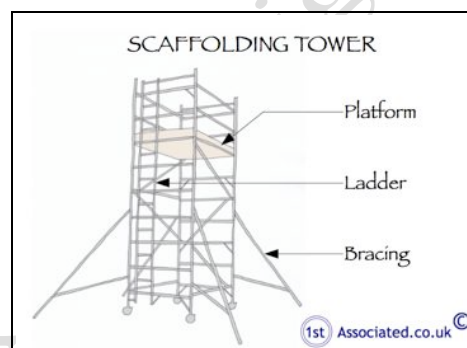 SCAFFOLDING TOWER
Platform
Ladder
Bracing
1st Associated.co.uk ©